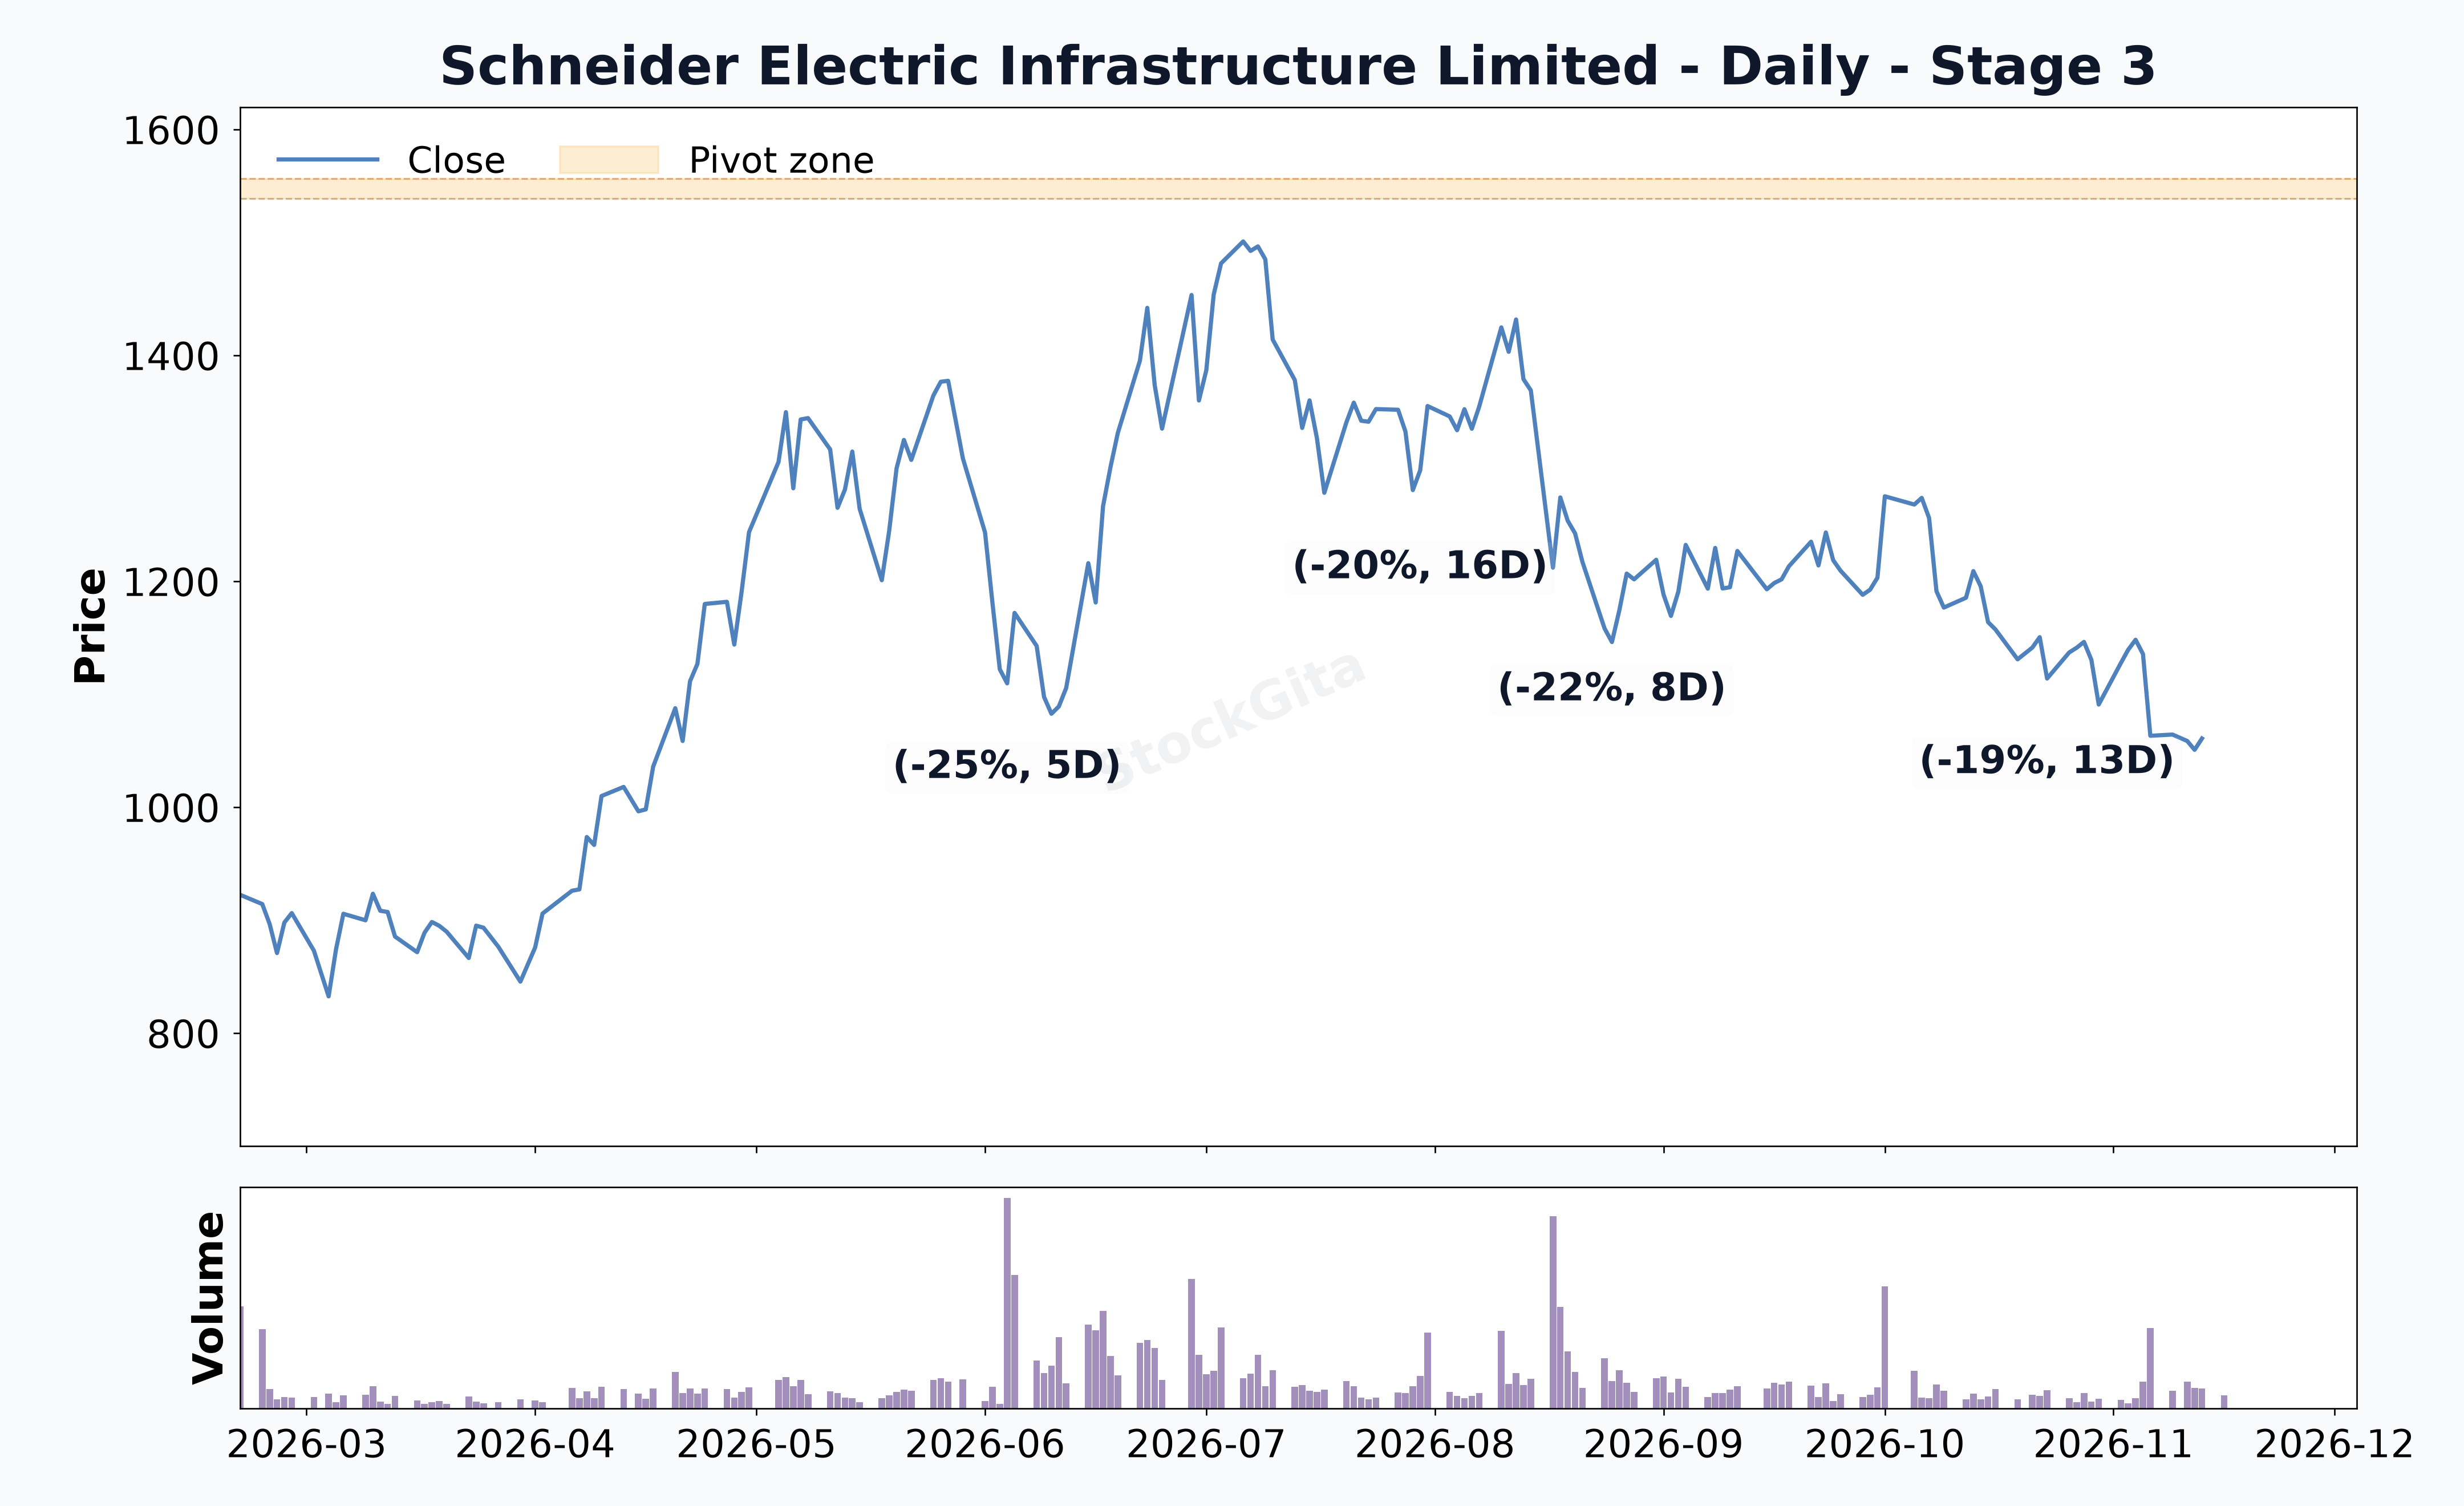 Schneider Electric Infrastructure Limited - Daily - Stage 3
Close
Pivot zone
Price
1600
1400
1200
1000
800
(-25%, 5D)
(-20%, 16D)
(-22%, 8D)
(-19%, 13D)
StockGita
Volume
2026-03
2026-04
2026-05
2026-06
2026-07
2026-08
2026-09
2026-10
2026-11
2026-12